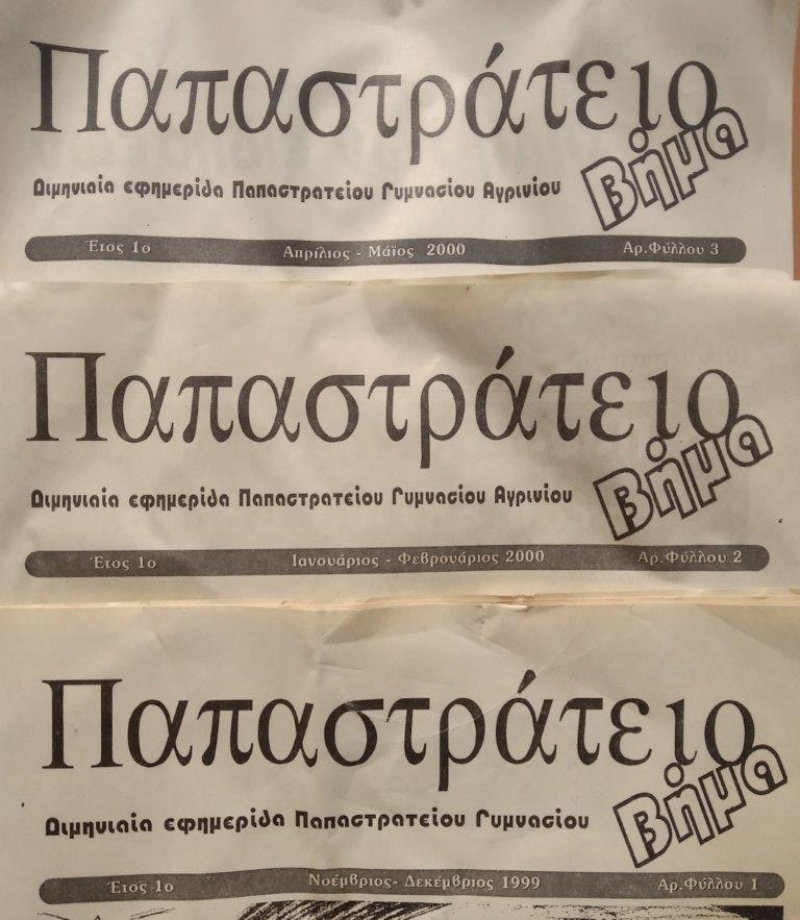 Παπαστράτειο
Βήμα
Διμηνιαία εφημερίδα Παπαστρατείου Γυμνασίου Αγρινίου
Έτος 1ο Απρίλιος - Μάϊος 2000 Αρ.Φύλλου 3
Παπαστράτειο
Βήμα
Διμηνιαία εφημερίδα Παπαστρατείου Γυμνασίου Αγρινίου
Έτος 1ο Ιανουάριος - Φεβρουάριος 2000 Αρ.Φύλλου 2
Παπαστράτειο
Βήμα
Διμηνιαία εφημερίδα Παπαστρατείου Γυμνασίου
Έτος 1ο Νοέμβριος- Δεκέμβριος 1999 Αρ.Φύλλου 1